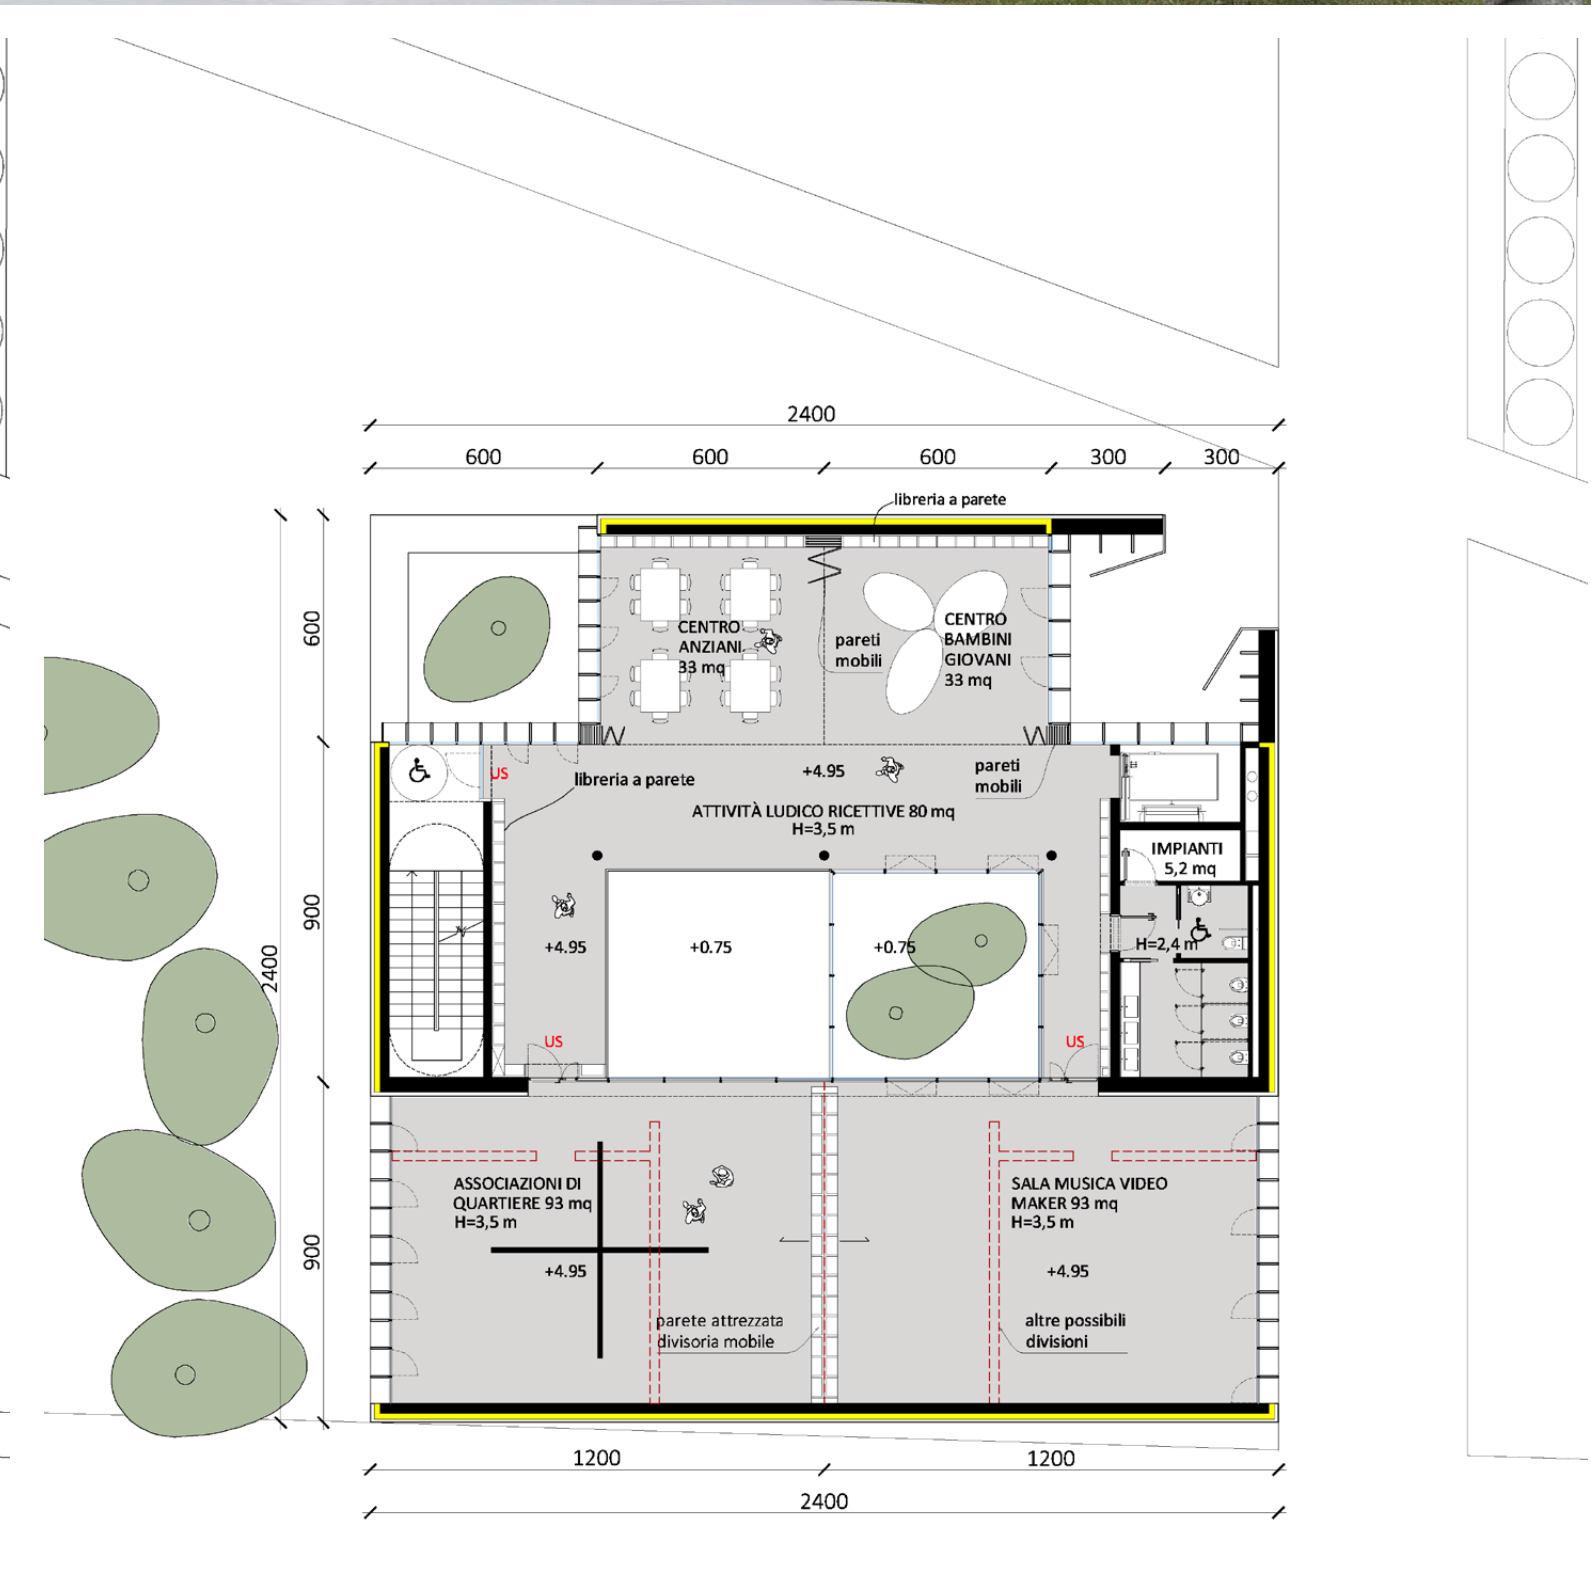 2400
600
600
600
300
300
libreria a parete
600
CENTRO
ANZIANI
33 mq
pareti
mobili
CENTRO
BAMBINI
GIOVANI
33 mq
US
libreria a parete
+4.95
pareti
mobili
ATTIVITÀ LUDICO RICETTIVE 80 mq
H=3,5 m
IMPIANTI
5,2 mq
900
2400
+4.95
+0.75
+0.75
H=2,4 m
US
US
ASSOCIAZIONI DI
QUARTIERE 93 mq
H=3,5 m
SALA MUSICA VIDEO
MAKER 93 mq
H=3,5 m
900
+4.95
+4.95
parete attrezzata
divisoria mobile
altre possibili
divisioni
1200
1200
2400